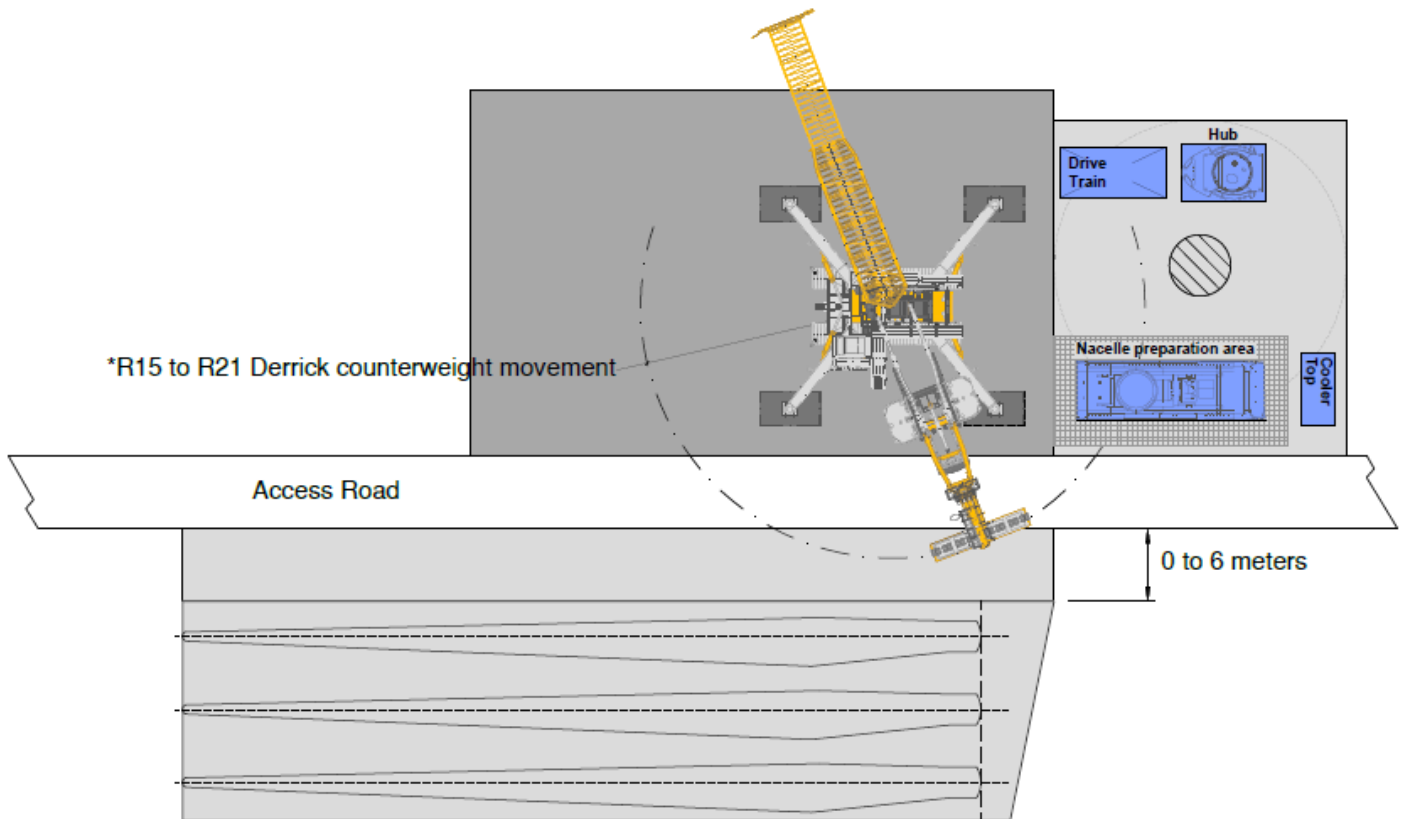 Hub
Drive
Train
*R15 to R21 Derrick counterweight movement
Nacelle preparation area
Cooler
Top
Access Road
0 to 6 meters